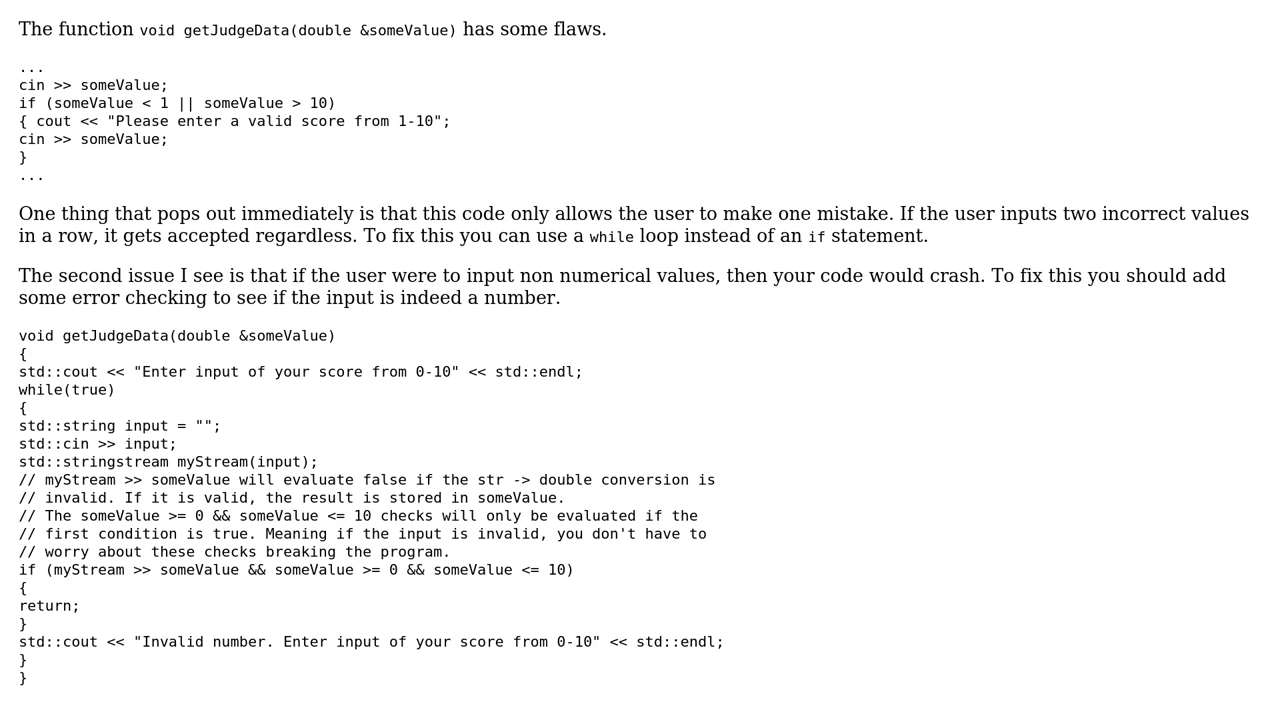 The function void getJudgeData(double &someValue) has some flaws.
...
cin >> someValue;
if (someValue < 1 || someValue > 10)
{ cout << "Please enter a valid score from 1-10";
cin >> someValue;
}
...
One thing that pops out immediately is that this code only allows the user to make one mistake. If the user inputs two incorrect values
in a row, it gets accepted regardless. To fix this you can use a while loop instead of an if statement.
The second issue I see is that if the user were to input non numerical values, then your code would crash. To fix this you should add
some error checking to see if the input is indeed a number.
void getJudgeData(double &someValue)
{
std::cout << "Enter input of your score from 0-10" << std::endl;
while(true)
{
std::string input = "";
std::cin >> input;
std::stringstream myStream(input);
// myStream >> someValue will evaluate false if the str -> double conversion is
// invalid. If it is valid, the result is stored in someValue.
// The someValue >= 0 && someValue <= 10 checks will only be evaluated if the
// first condition is true. Meaning if the input is invalid, you don't have to
// worry about these checks breaking the program.
if (myStream >> someValue && someValue >= 0 && someValue <= 10)
{
return;
}
std::cout << "Invalid number. Enter input of your score from 0-10" << std::endl;
}
}